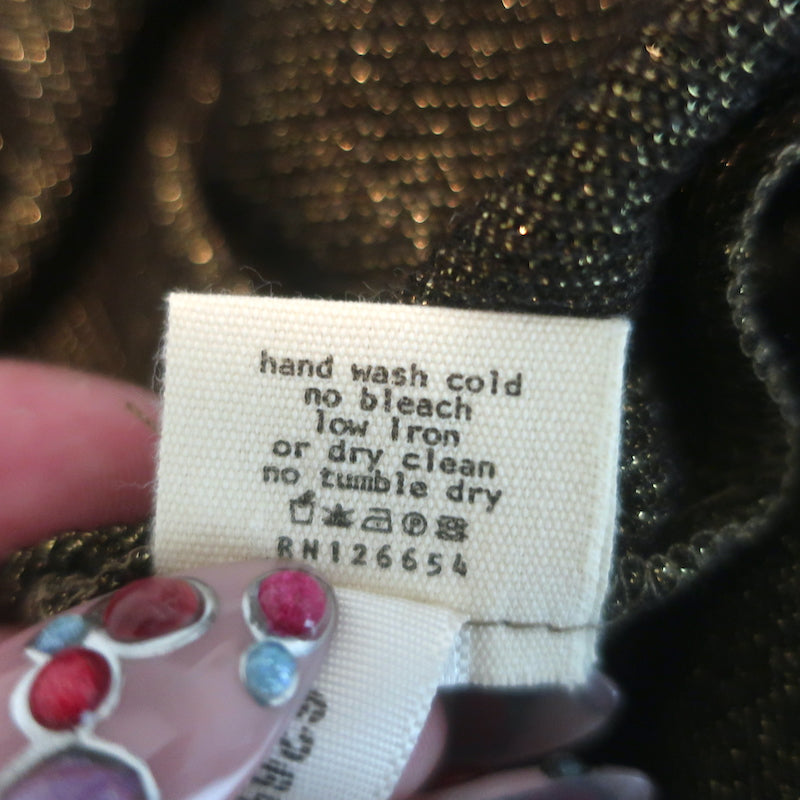 hand wash cold
no bleach
low iron
or dry clean
no tumble dry
RN126654